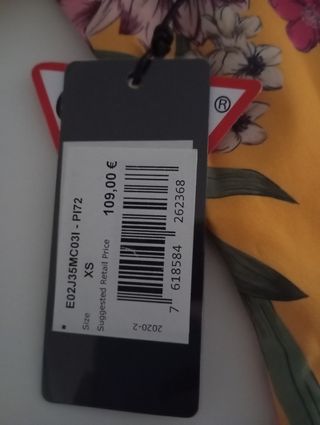 E02J35MC03I - PI72
Size XS
Suggested Retail Price 109,00 €
7 618584 262368
2020-2
®